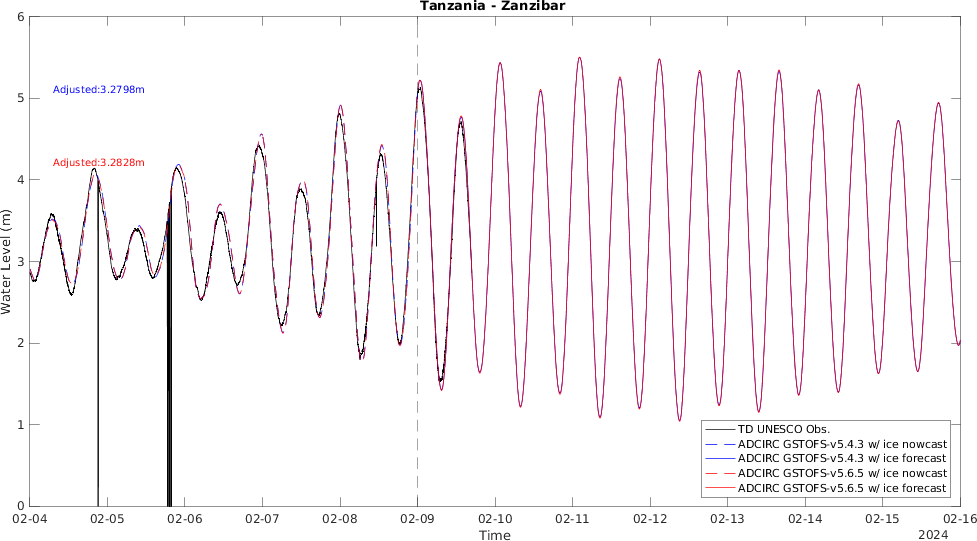 Tanzania - Zanzibar
6
5
4
3
2
1
0
Water Level (m)
Adjusted:3.2798m
Adjusted:3.2828m
TD UNESCO Obs.
ADCIRC GSTOFS-v5.4.3 w/ ice nowcast
ADCIRC GSTOFS-v5.4.3 w/ ice forecast
ADCIRC GSTOFS-v5.6.5 w/ ice nowcast
ADCIRC GSTOFS-v5.6.5 w/ ice forecast
02-04 02-05 02-06 02-07 02-08 02-09 02-10 02-11 02-12 02-13 02-14 02-15 02-16
Time
2024